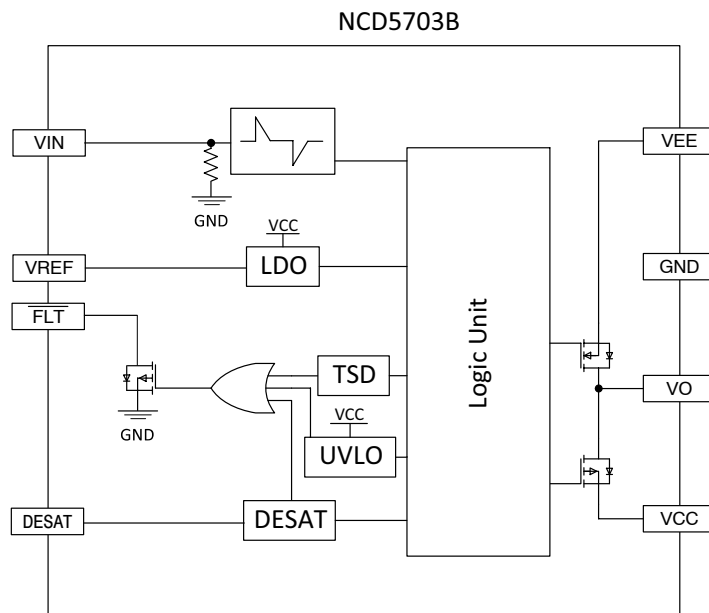 NCD5703B
VIN
VEE
GND
VCC
VREF
LDO
GND
FLT
Logic Unit
TSD
VO
GND
VCC
UVLO
DESAT
DESAT
VCC